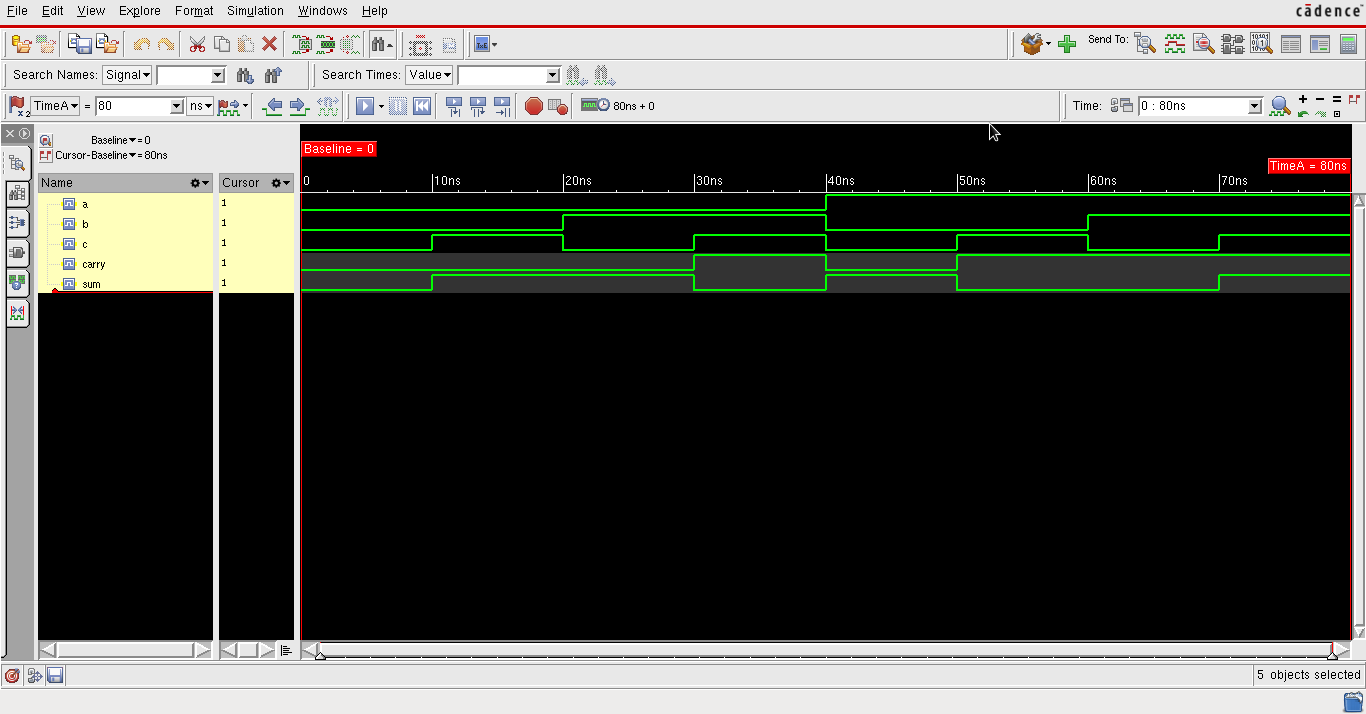 File Edit View Explore Format Simulation Windows Help cādence
Send To:
Search Names: Signal Search Times: Value
TimeA = 80 ns 80ns + 0 Time: 0 : 80ns
Baseline = 0
Cursor-Baseline = 80ns
Baseline = 0
TimeA = 80ns
Name Cursor 0 10ns 20ns 30ns 40ns 50ns 60ns 70ns
a 1
b 1
c 1
carry 1
sum 1
5 objects selected